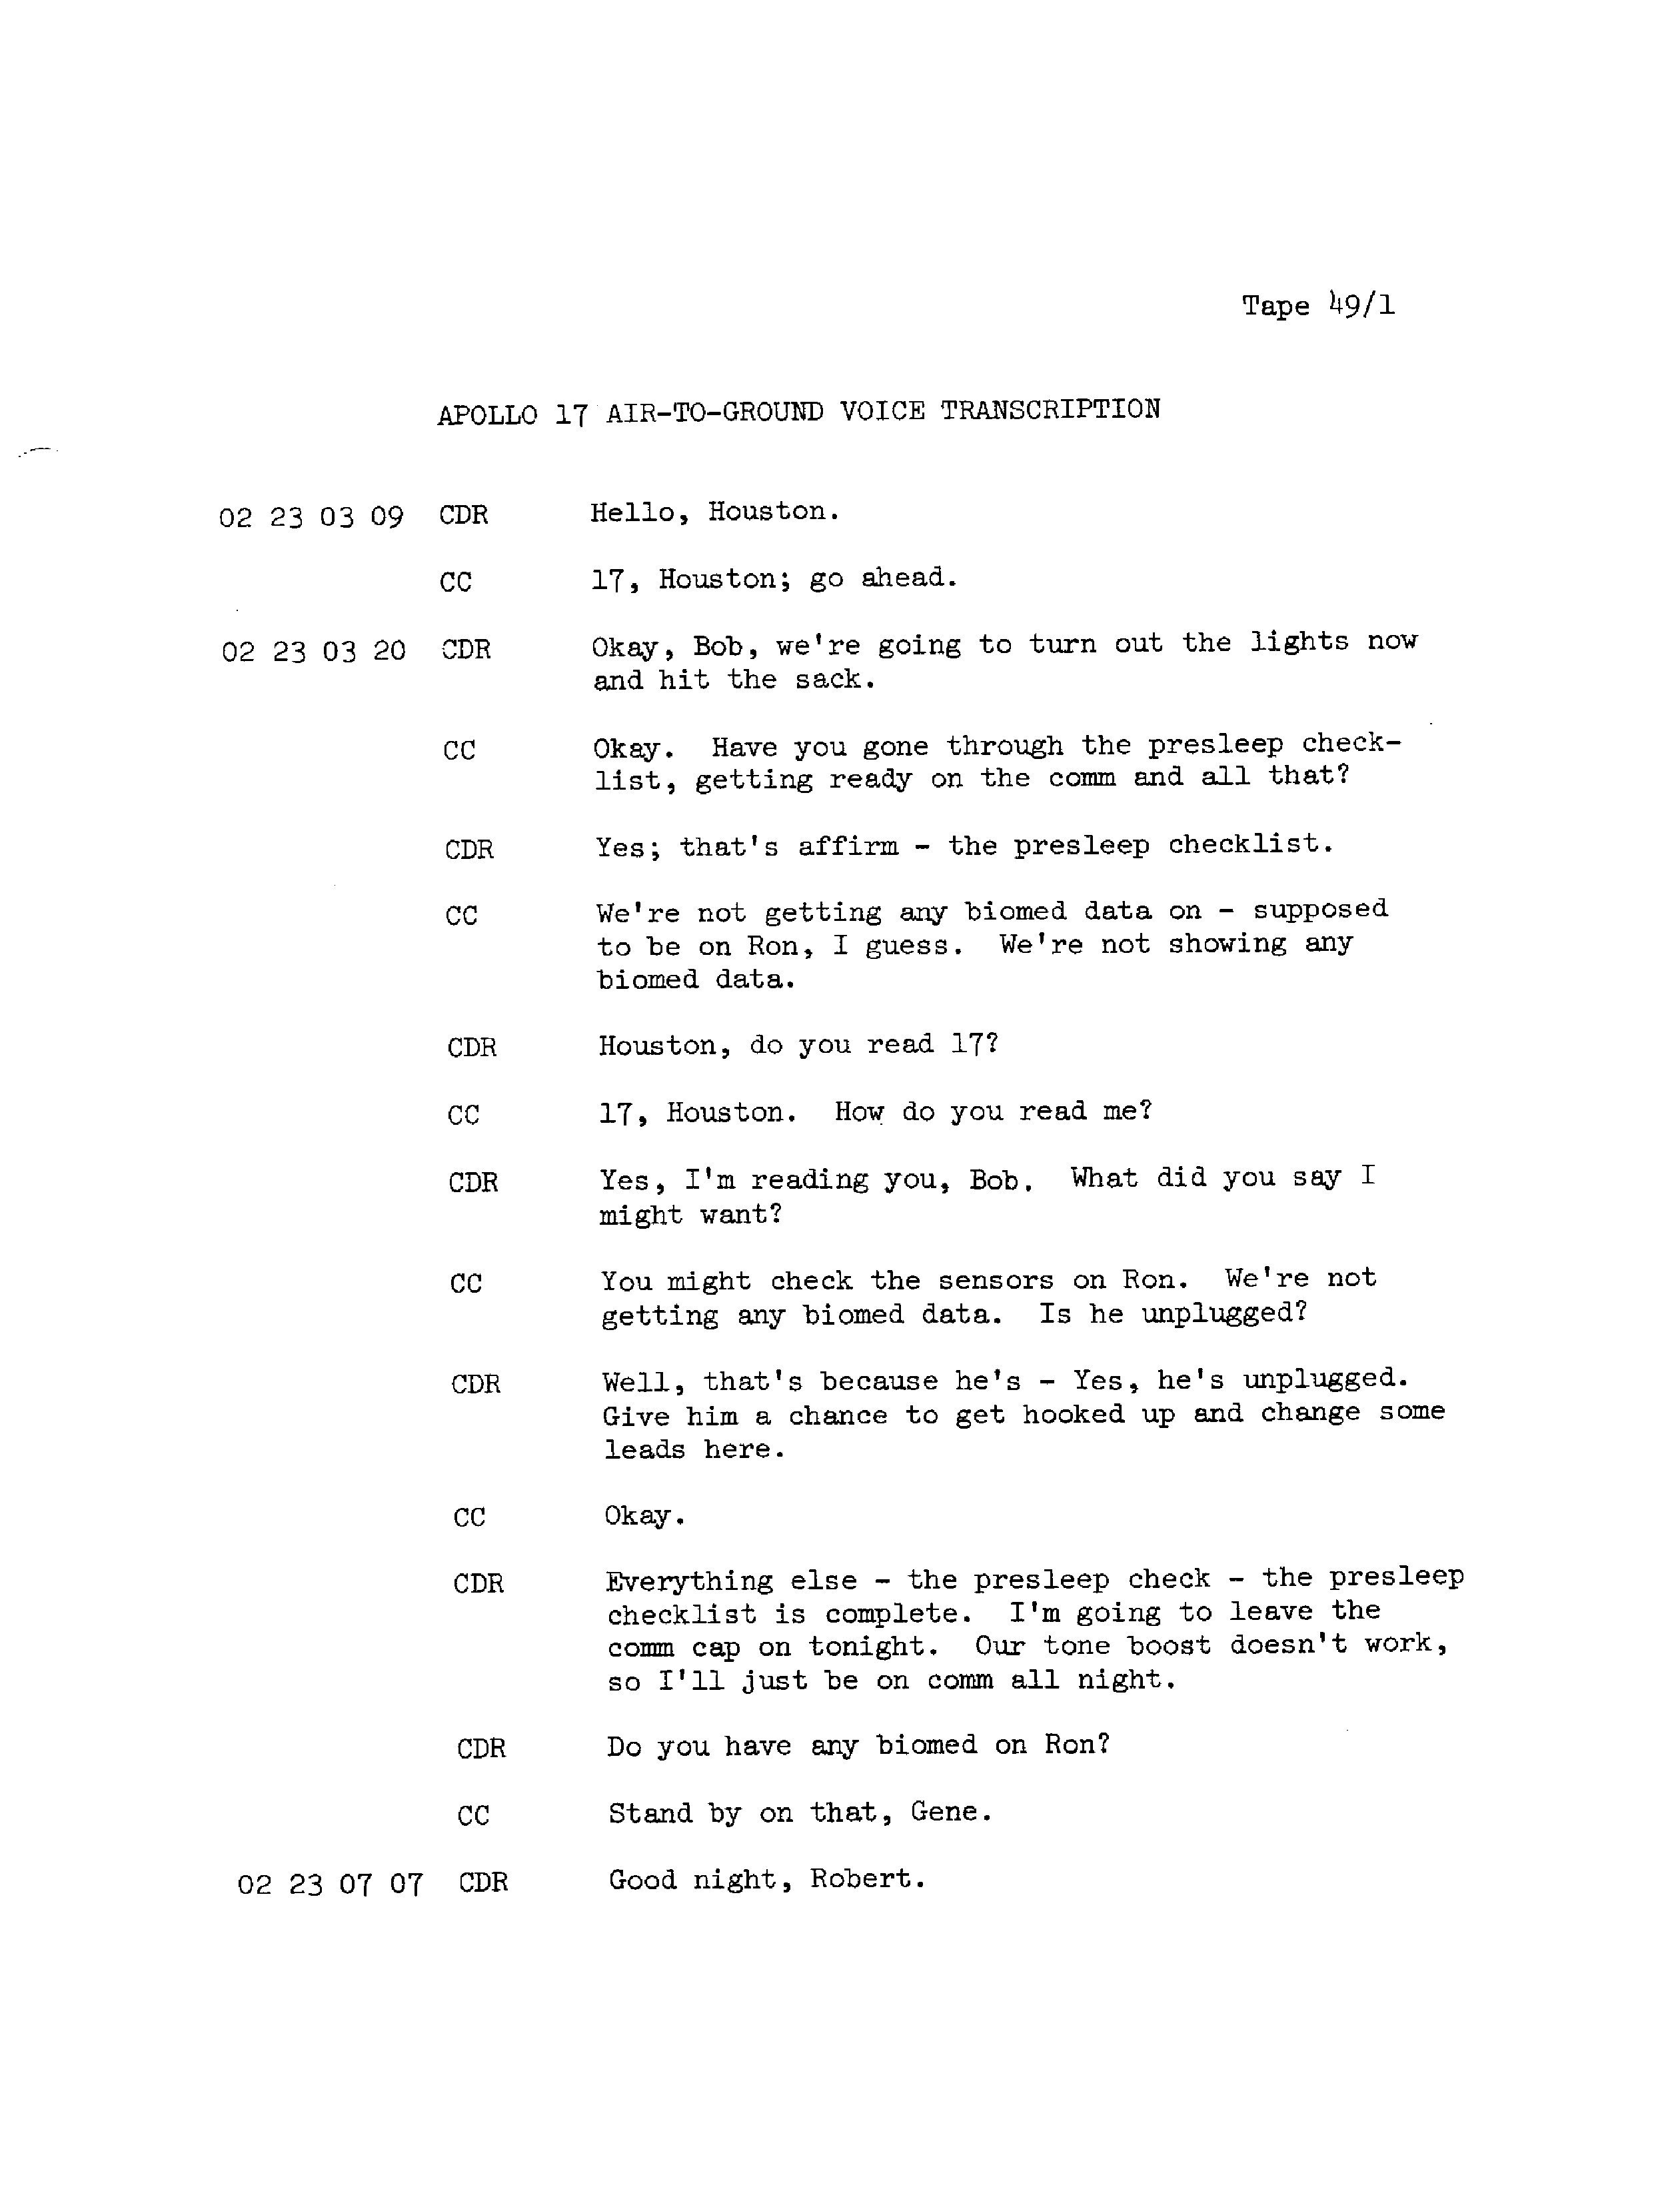 Tape 49/1
APOLLO 17 AIR-TO-GROUND VOICE TRANSCRIPTION
02 23 03 09 CDR Hello, Houston.
CC 17, Houston; go ahead.
02 23 03 20 CDR Okay, Bob, we're going to turn out the lights now
and hit the sack.
CC Okay. Have you gone through the presleep check-
list, getting ready on the comm and all that?
CDR Yes; that's affirm - the presleep checklist.
CC We're not getting any biomed data on - supposed
to be on Ron, I guess. We're not showing any
biomed data.
CDR Houston, do you read 17?
CC 17, Houston. How do you read me?
CDR Yes, I'm reading you, Bob. What did you say I
might want?
CC You might check the sensors on Ron. We're not
getting any biomed data. Is he unplugged?
CDR Well, that's because he's - Yes, he's unplugged.
Give him a chance to get hooked up and change some
leads here.
CC Okay.
CDR Everything else - the presleep check - the presleep
checklist is complete. I'm going to leave the
comm cap on tonight. Our tone boost doesn't work,
so I'll just be on comm all night.
CDR Do you have any biomed on Ron?
CC Stand by on that, Gene.
02 23 07 07 CDR Good night, Robert.